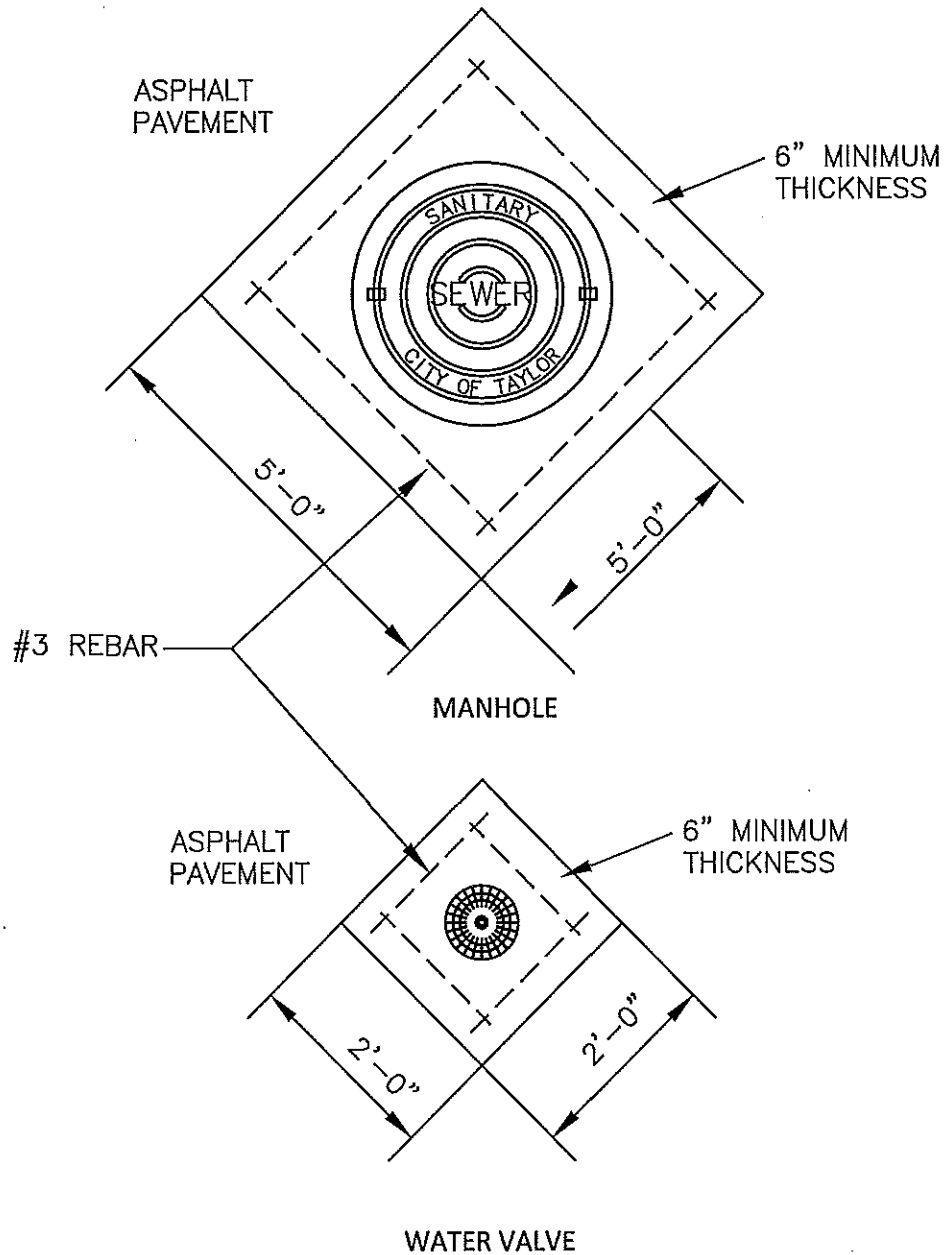 ASPHALT
PAVEMENT
6” MINIMUM
THICKNESS
SANITARY
SEWER
CITY OF TAYLOR
5’–0”
5’–0”
#3 REBAR
MANHOLE
ASPHALT
PAVEMENT
6” MINIMUM
THICKNESS
2’–0”
2’–0”
WATER VALVE